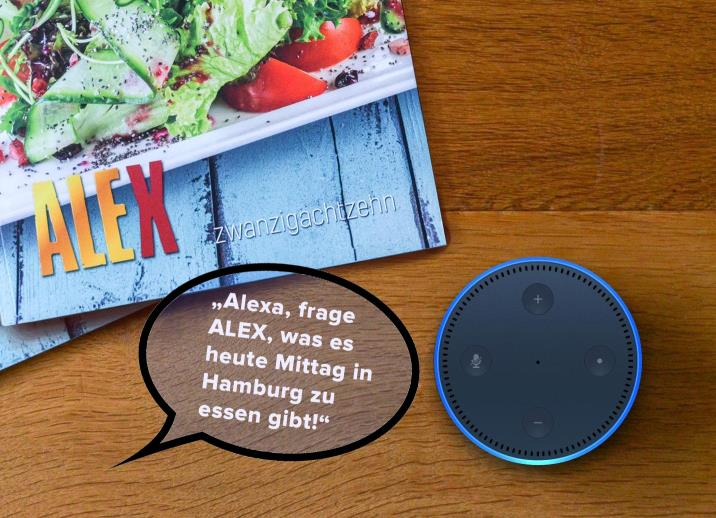 ALEX
zwanzigachtzehn
„Alexa, frage
ALEX, was es
heute Mittag in
Hamburg zu
essen gibt!“